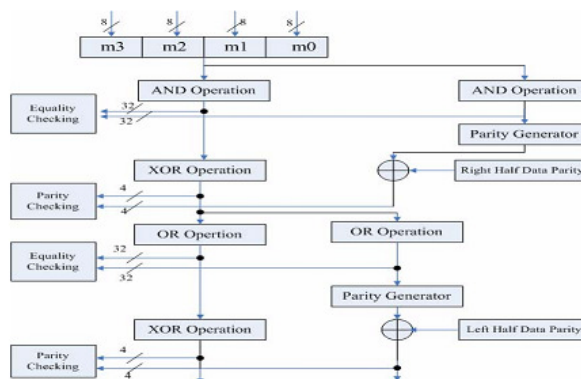 8 8 8 8
m3 m2 m1 m0
AND Operation AND Operation
Equality
Checking
32
32
Parity Generator
XOR Operation
Right Half Data Parity
Parity
Checking
4
4
OR Opertion OR Operation
Equality
Checking
32
32
Parity Generator
XOR Operation
Left Half Data Parity
Parity
Checking
4
4